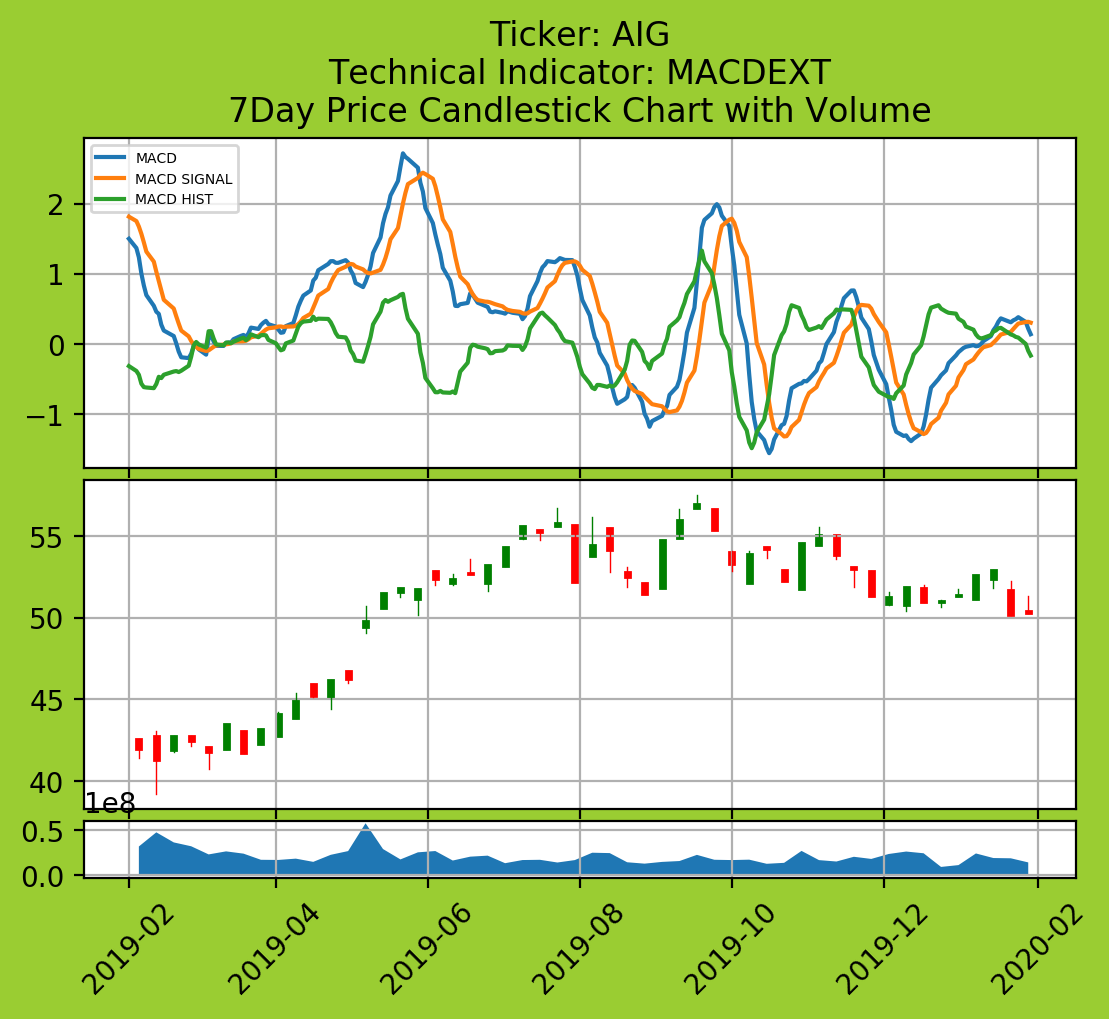 Ticker: AIG
Technical Indicator: MACDEXT
7Day Price Candlestick Chart with Volume
MACD
MACD SIGNAL
MACD HIST
2
1
0
−1
55
50
45
40
1e8
0.5
0.0
2019-02
2019-04
2019-06
2019-08
2019-10
2019-12
2020-02